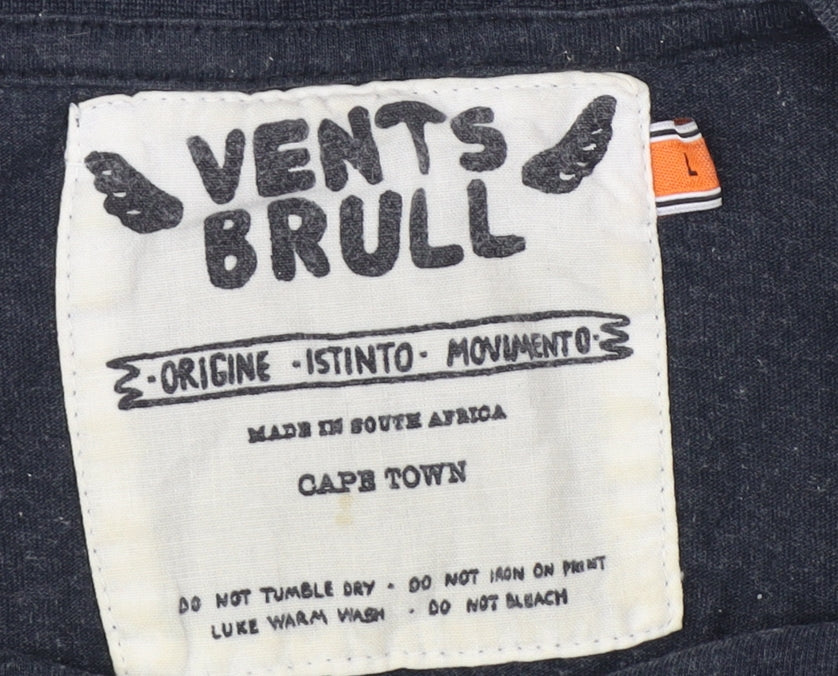 VENTS
BRULL
L
·ORIGINE ·ISTINTO· MOVIMENTO·
MADE IN SOUTH AFRICA
CAPE TOWN
DO NOT TUMBLE DRY · DO NOT IRON ON PRINT
LUKE WARM WASH · DO NOT BLEACH